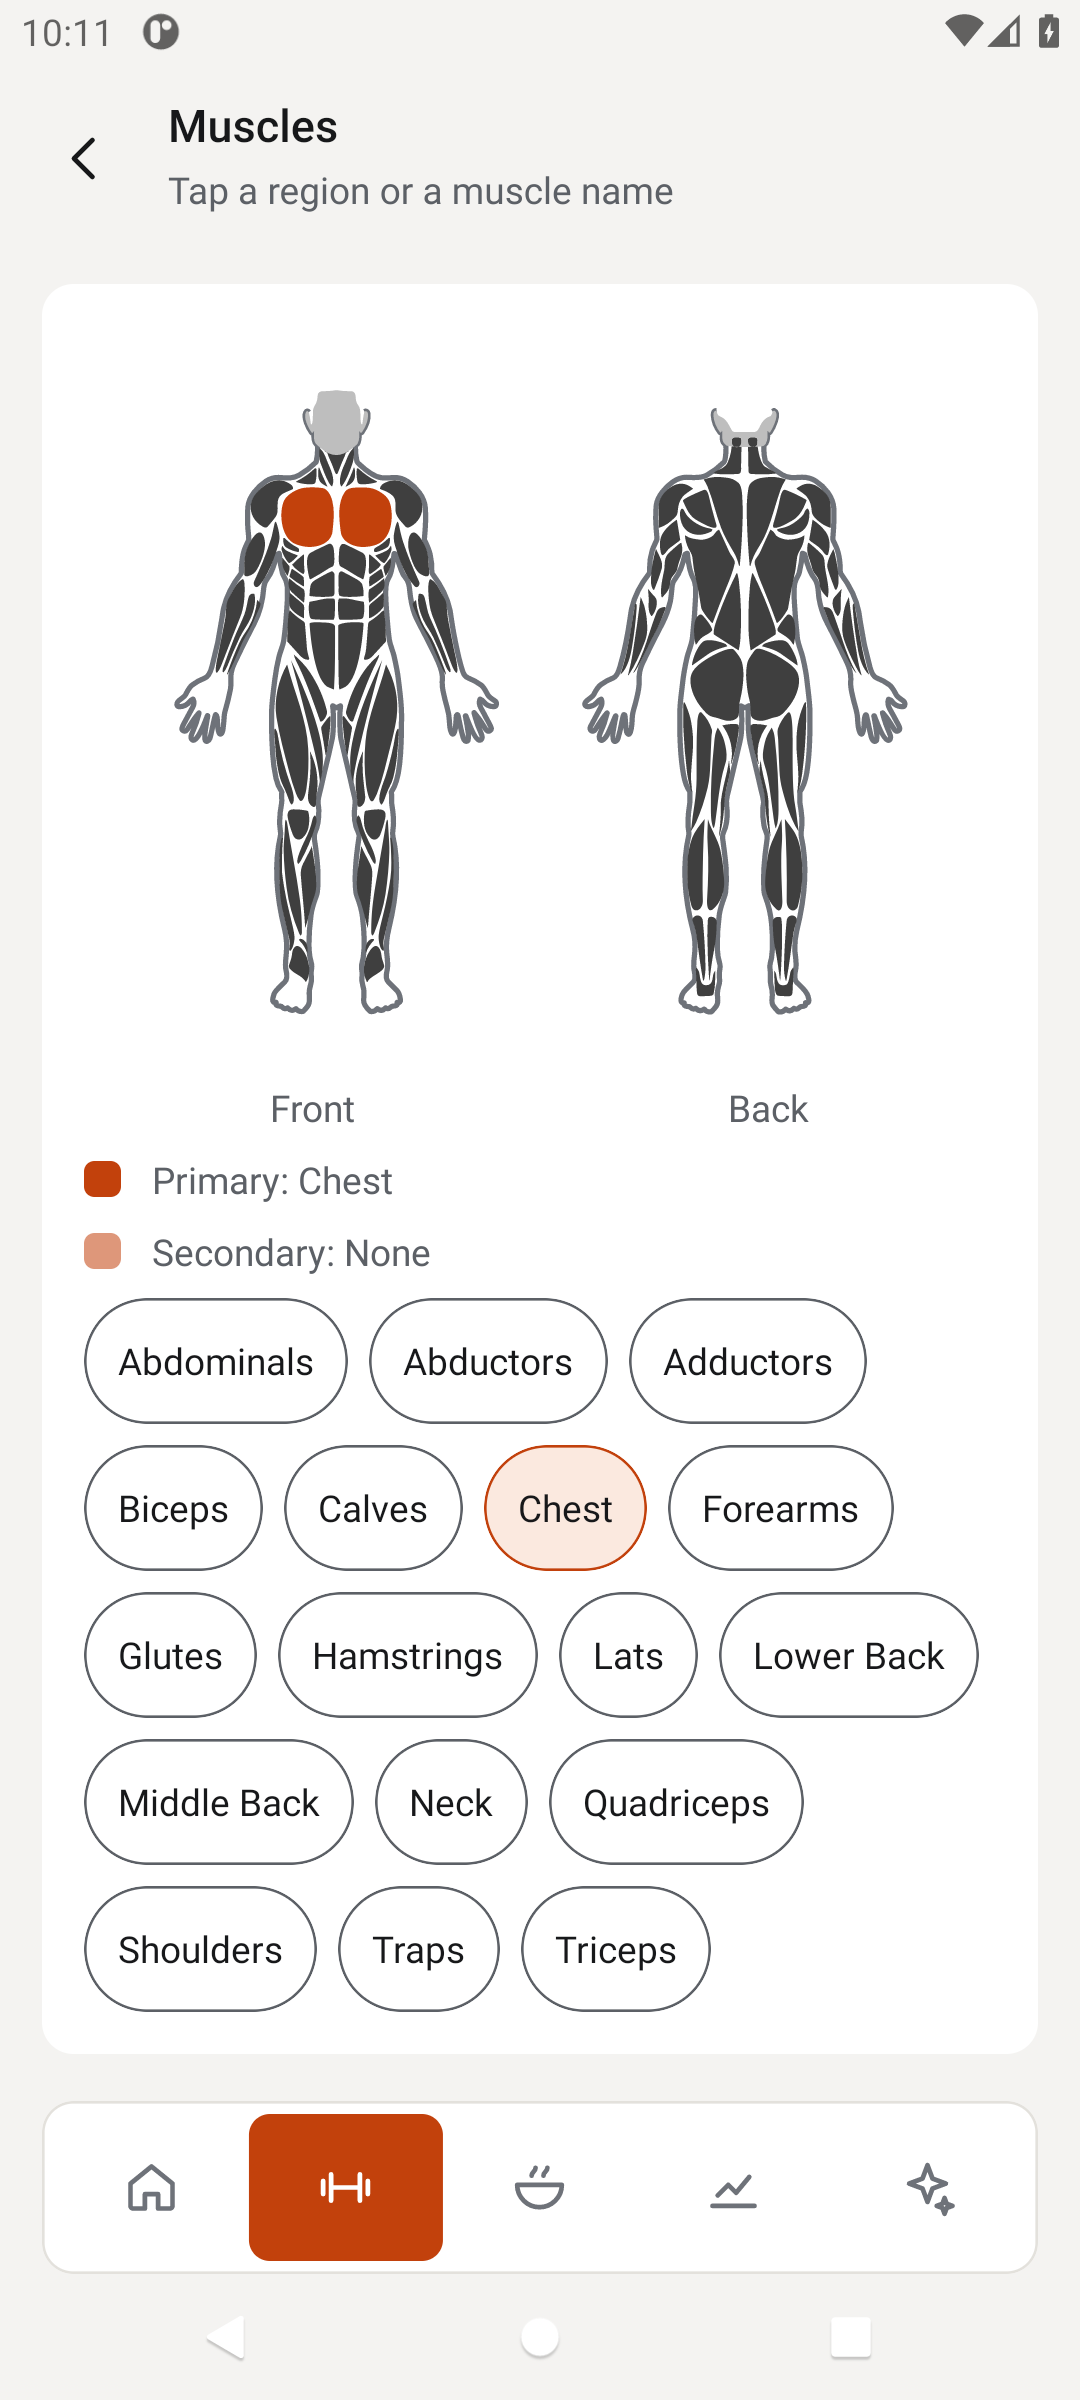 10:11
Muscles
Tap a region or a muscle name
Front Back
Primary: Chest
Secondary: None
Abdominals Abductors Adductors
Biceps Calves Chest Forearms
Glutes Hamstrings Lats Lower Back
Middle Back Neck Quadriceps
Shoulders Traps Triceps